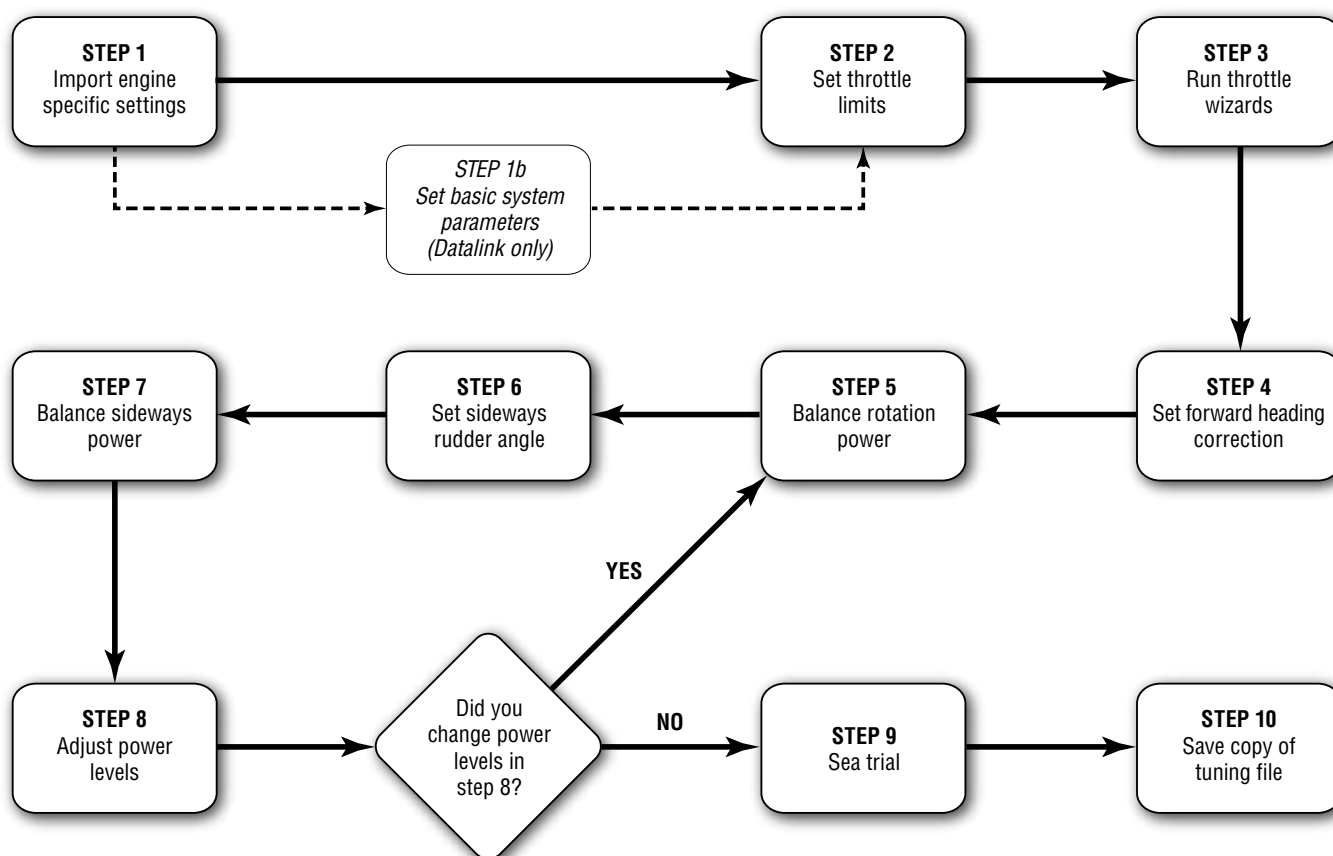 STEP 1
Import engine
specific settings
STEP 2
Set throttle
limits
STEP 3
Run throttle
wizards
STEP 1b
Set basic system
parameters
(Datalink only)
STEP 4
Set forward heading
correction
STEP 5
Balance rotation
power
STEP 6
Set sideways
rudder angle
STEP 7
Balance sideways
power
STEP 8
Adjust power
levels
Did you
change power
levels in
step 8?
YES
NO
STEP 9
Sea trial
STEP 10
Save copy of
tuning file